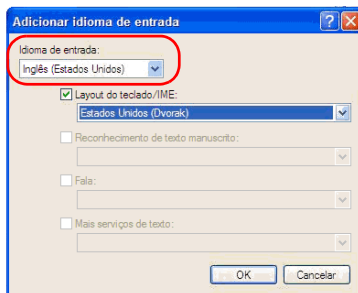 Adicionar idioma de entrada
Idioma de entrada:
Inglês (Estados Unidos)
Layout do teclado/IME:
Estados Unidos (Dvorak)
Reconhecimento de texto manuscrito:
Fala:
Mais serviços de texto:
OK Cancelar